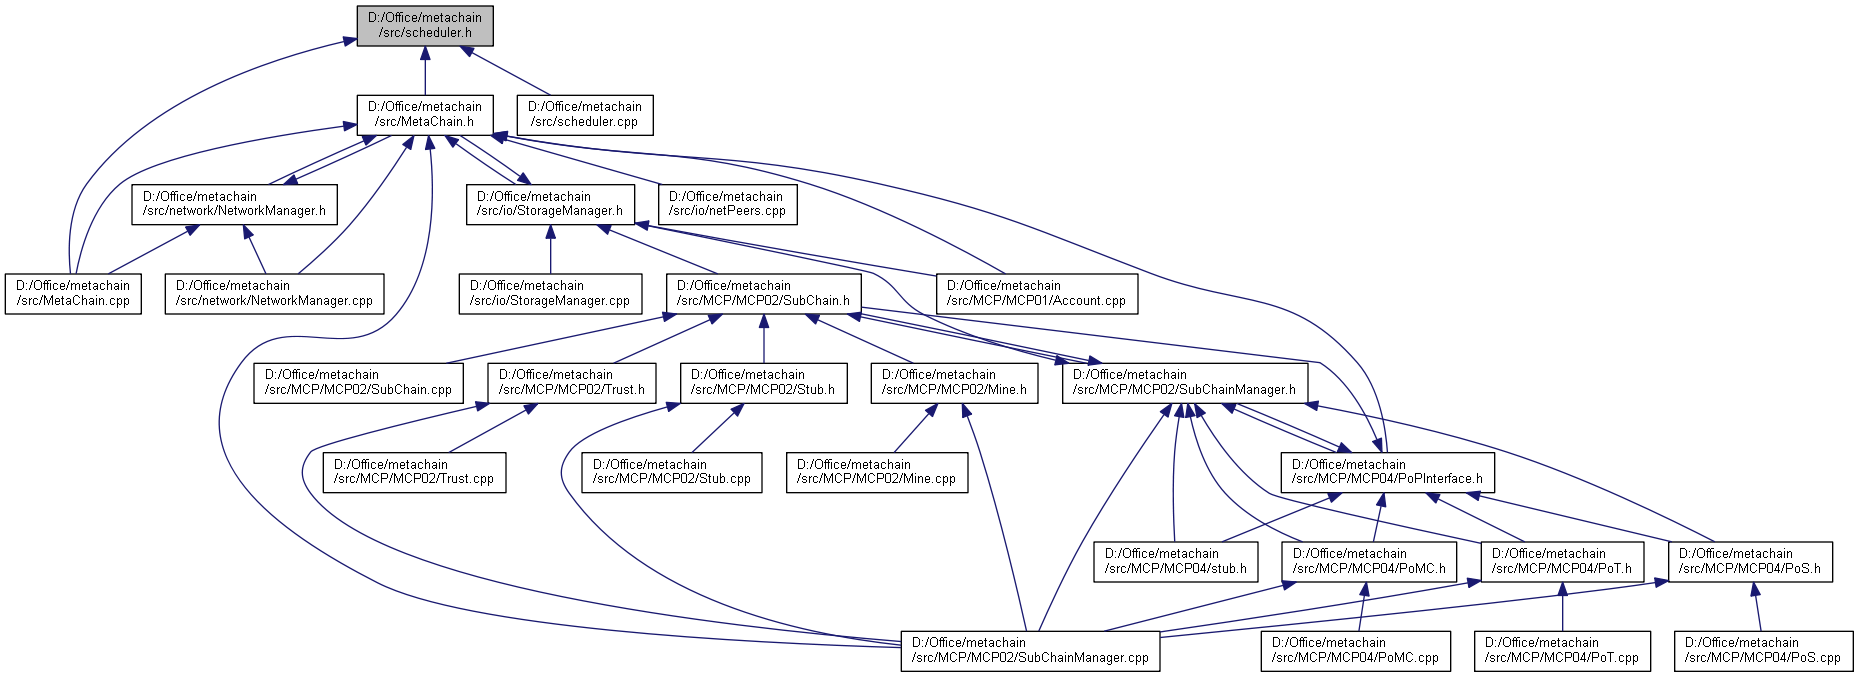 D:/Office/metachain
/src/scheduler.h
D:/Office/metachain
/src/MetaChain.h
D:/Office/metachain
/src/scheduler.cpp
D:/Office/metachain
/src/network/NetworkManager.h
D:/Office/metachain
/src/io/StorageManager.h
D:/Office/metachain
/src/io/netPeers.cpp
D:/Office/metachain
/src/MetaChain.cpp
D:/Office/metachain
/src/network/NetworkManager.cpp
D:/Office/metachain
/src/io/StorageManager.cpp
D:/Office/metachain
/src/MCP/MCP02/SubChain.h
D:/Office/metachain
/src/MCP/MCP01/Account.cpp
D:/Office/metachain
/src/MCP/MCP02/SubChain.cpp
D:/Office/metachain
/src/MCP/MCP02/Trust.h
D:/Office/metachain
/src/MCP/MCP02/Stub.h
D:/Office/metachain
/src/MCP/MCP02/Mine.h
D:/Office/metachain
/src/MCP/MCP02/SubChainManager.h
D:/Office/metachain
/src/MCP/MCP02/Trust.cpp
D:/Office/metachain
/src/MCP/MCP02/Stub.cpp
D:/Office/metachain
/src/MCP/MCP02/Mine.cpp
D:/Office/metachain
/src/MCP/MCP04/PoPInterface.h
D:/Office/metachain
/src/MCP/MCP04/stub.h
D:/Office/metachain
/src/MCP/MCP04/PoMC.h
D:/Office/metachain
/src/MCP/MCP04/PoT.h
D:/Office/metachain
/src/MCP/MCP04/PoS.h
D:/Office/metachain
/src/MCP/MCP02/SubChainManager.cpp
D:/Office/metachain
/src/MCP/MCP04/PoMC.cpp
D:/Office/metachain
/src/MCP/MCP04/PoT.cpp
D:/Office/metachain
/src/MCP/MCP04/PoS.cpp